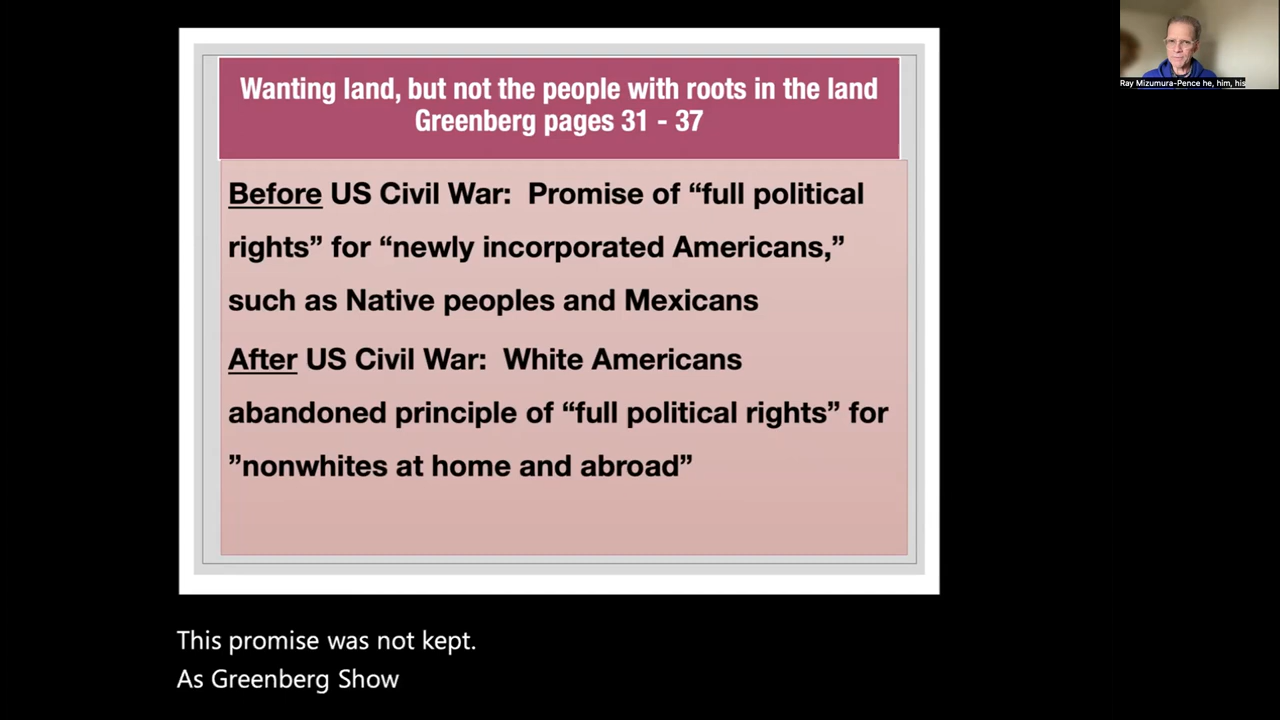 Wanting land, but not the people with roots in the land
Greenberg pages 31 - 37
Before US Civil War:  Promise of “full political
rights” for “newly incorporated Americans,”
such as Native peoples and Mexicans
After US Civil War:  White Americans
abandoned principle of “full political rights” for
”nonwhites at home and abroad”
Ray Mizumura-Pence he, him, his
This promise was not kept.
As Greenberg Show